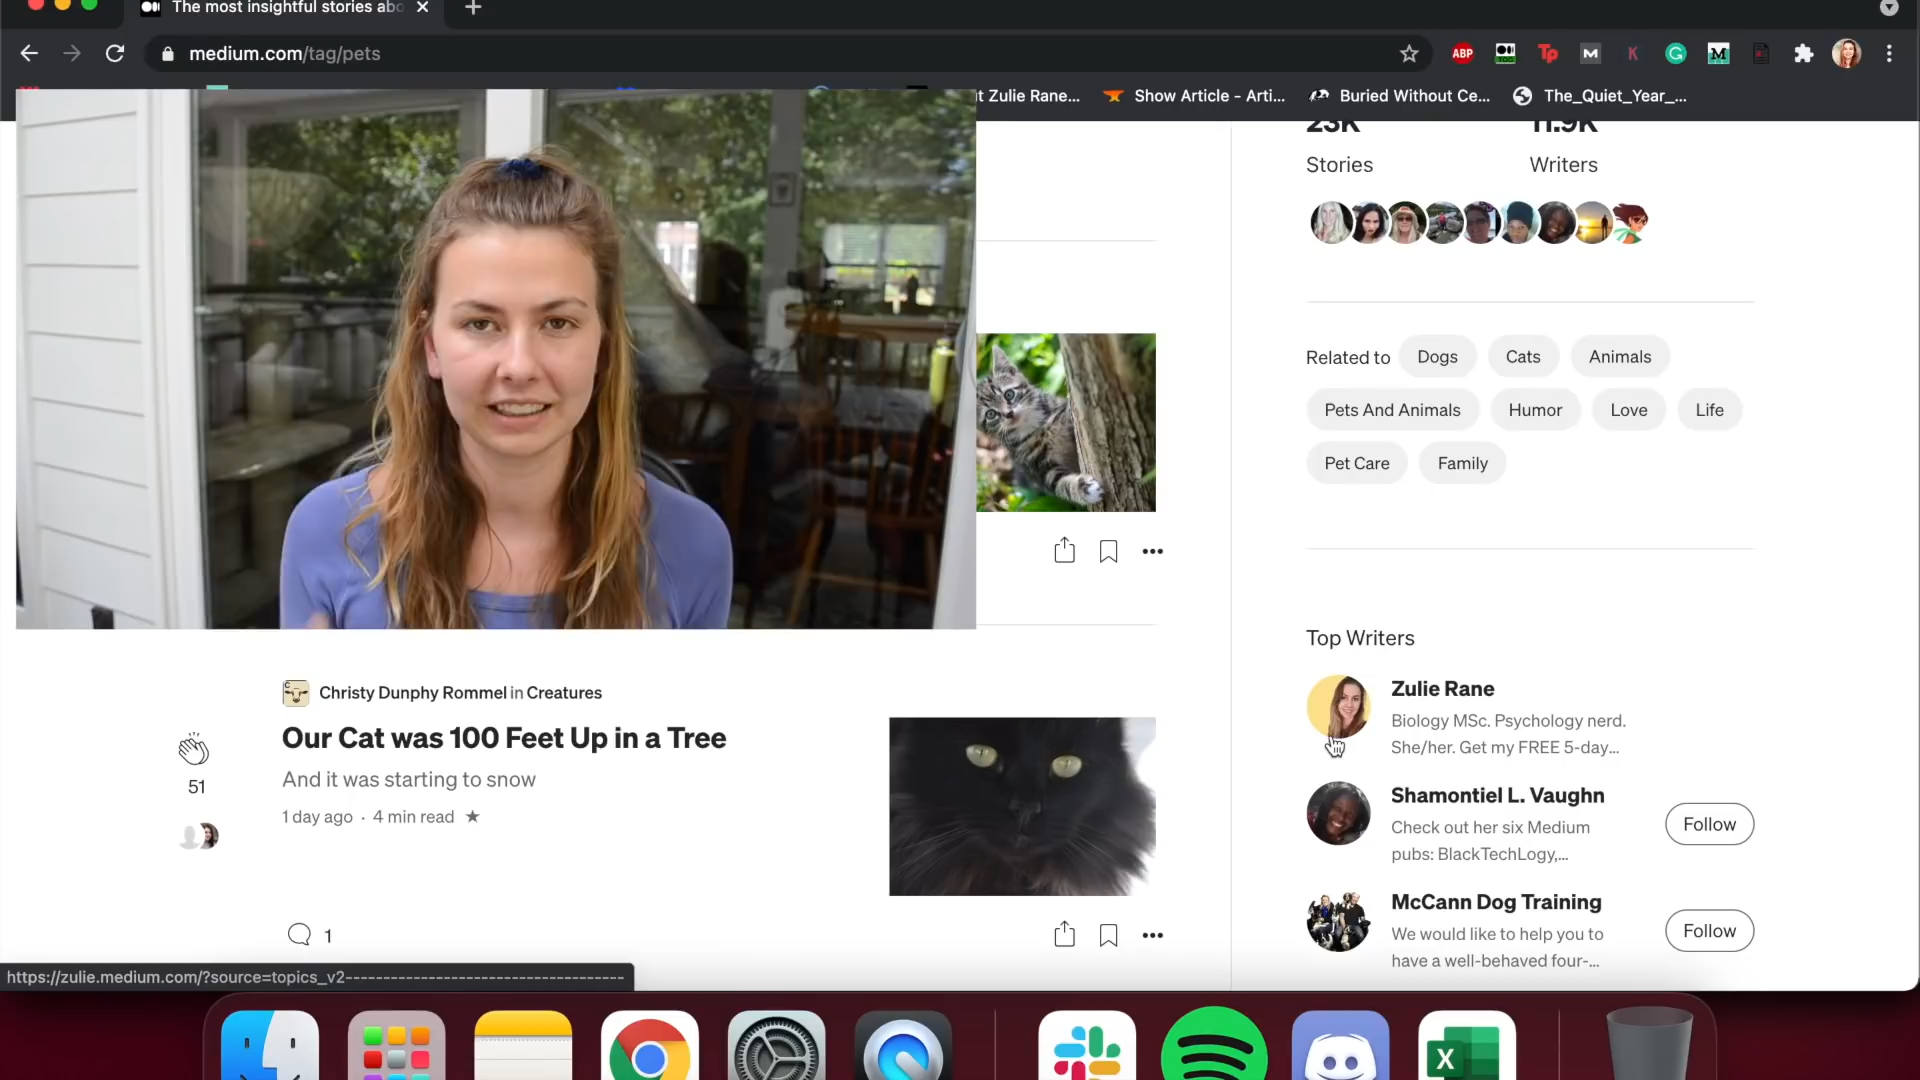 The most insightful stories abo
medium.com/tag/pets
ABP
t Zulie Rane...
Show Article - Arti...
Buried Without Ce...
The_Quiet_Year_...
23K
11.9K
Stories
Writers
Related to
Dogs
Cats
Animals
Pets And Animals
Humor
Love
Life
Pet Care
Family
Top Writers
Zulie Rane
Biology MSc. Psychology nerd.
She/her. Get my FREE 5-day...
Shamontiel L. Vaughn
Check out her six Medium
pubs: BlackTechLogy,...
Follow
McCann Dog Training
We would like to help you to
have a well-behaved four-...
Follow
Christy Dunphy Rommel in Creatures
Our Cat was 100 Feet Up in a Tree
And it was starting to snow
1 day ago · 4 min read
51
1
https://zulie.medium.com/?source=topics_v2-------------------------------------